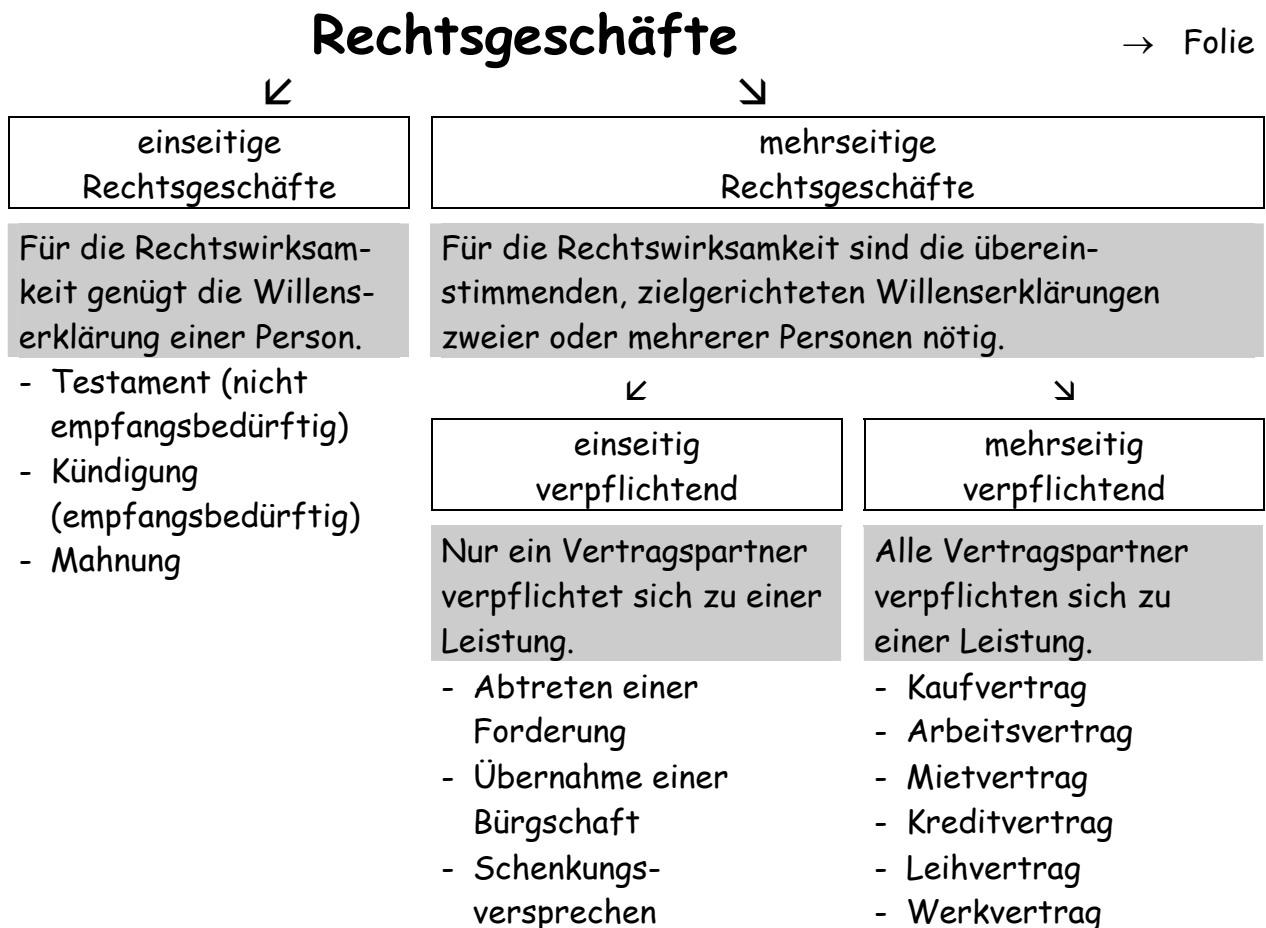 Rechtsgeschäfte
→ Folie
einseitige
Rechtsgeschäfte
Für die Rechtswirksam-
keit genügt die Willens-
erklärung einer Person.
- Testament (nicht
empfangsbedürftig)
- Kündigung
(empfangsbedürftig)
- Mahnung
mehrseitige
Rechtsgeschäfte
Für die Rechtswirksamkeit sind die überein-
stimmenden, zielgerichteten Willenserklärungen
zweier oder mehrerer Personen nötig.
einseitig
verpflichtend
Nur ein Vertragspartner
verpflichtet sich zu einer
Leistung.
- Abtreten einer
Forderung
- Übernahme einer
Bürgschaft
- Schenkungs-
versprechen
mehrseitig
verpflichtend
Alle Vertragspartner
verpflichten sich zu
einer Leistung.
- Kaufvertrag
- Arbeitsvertrag
- Mietvertrag
- Kreditvertrag
- Leihvertrag
- Werkvertrag